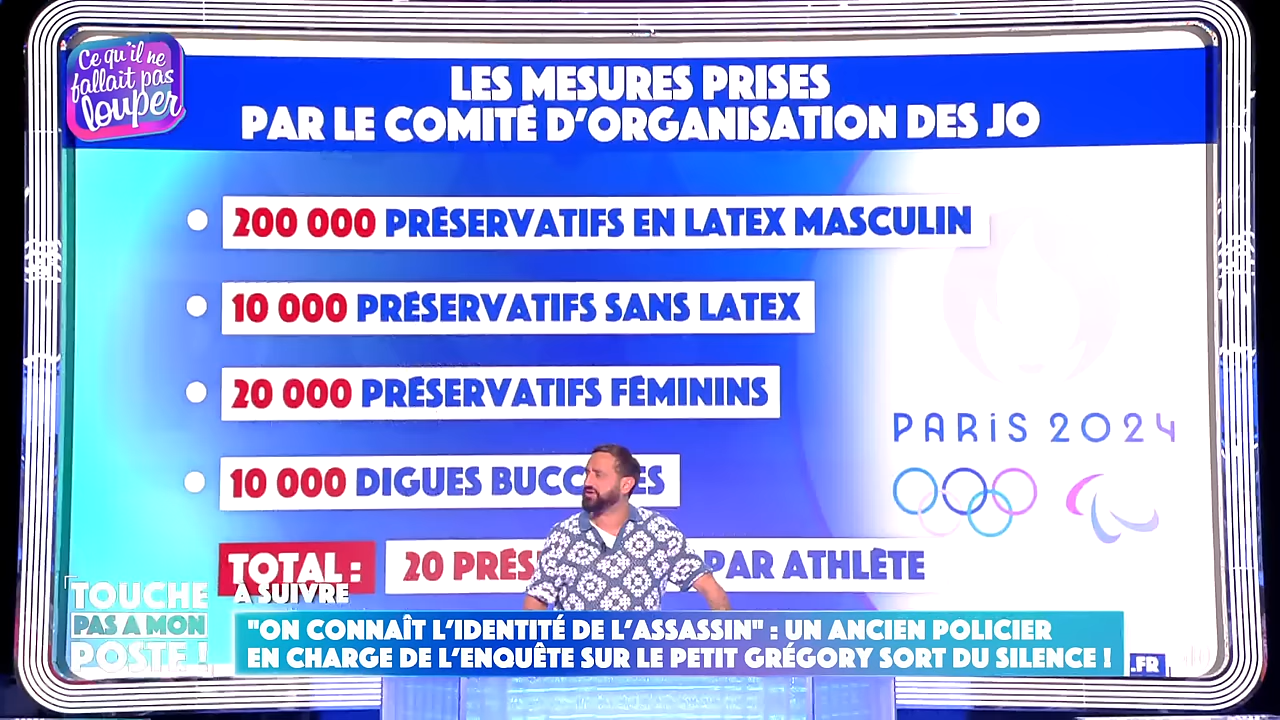 Ce qu'il ne
fallait pas
louper
LES MESURES PRISES
PAR LE COMITÉ D'ORGANISATION DES JO
200 000 PRÉSERVATIFS EN LATEX MASCULIN
10 000 PRÉSERVATIFS SANS LATEX
20 000 PRÉSERVATIFS FÉMININS
10 000 DIGUES
PARIS 2024
TOTAL : 20 PAR ATHLÈTE
TOUCHE
PAS A MON
POSTE !
À SUIVRE
"ON CONNAÎT L'IDENTITÉ DE L'ASSASSIN" : UN ANCIEN POLICIER
EN CHARGE DE L'ENQUÊTE SUR LE PETIT GRÉGORY SORT DU SILENCE !
.FR